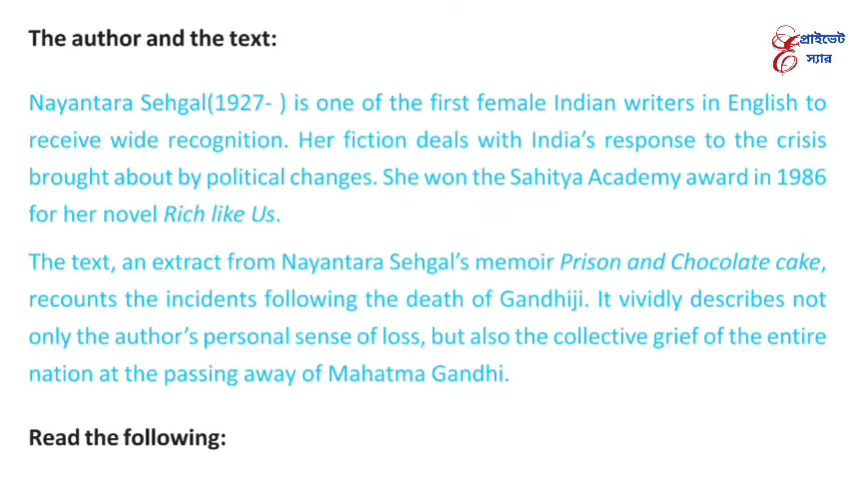 The author and the text:
প্রাইভেট
স্যার
Nayantara Sehgal(1927- ) is one of the first female Indian writers in English to
receive wide recognition. Her fiction deals with India's response to the crisis
brought about by political changes. She won the Sahitya Academy award in 1986
for her novel Rich like Us.
The text, an extract from Nayantara Sehgal's memoir Prison and Chocolate cake,
recounts the incidents following the death of Gandhiji. It vividly describes not
only the author's personal sense of loss, but also the collective grief of the entire
nation at the passing away of Mahatma Gandhi.
Read the following: